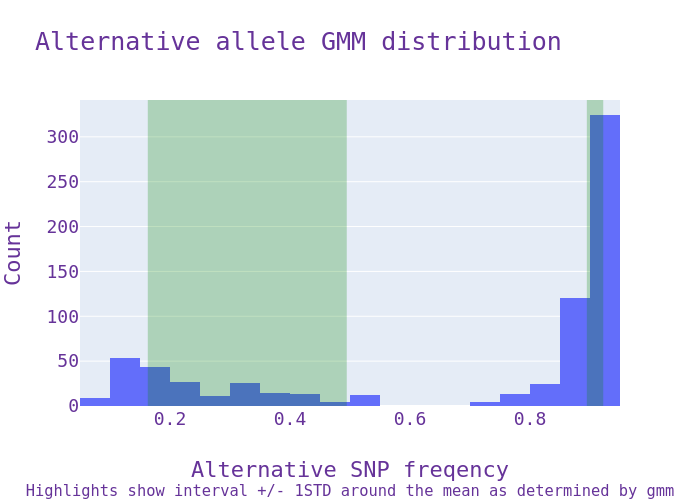 Alternative allele GMM distribution
300
250
200
150
100
50
0
Count
0.2 0.4 0.6 0.8
Alternative SNP freqency
Highlights show interval +/- 1STD around the mean as determined by gmm